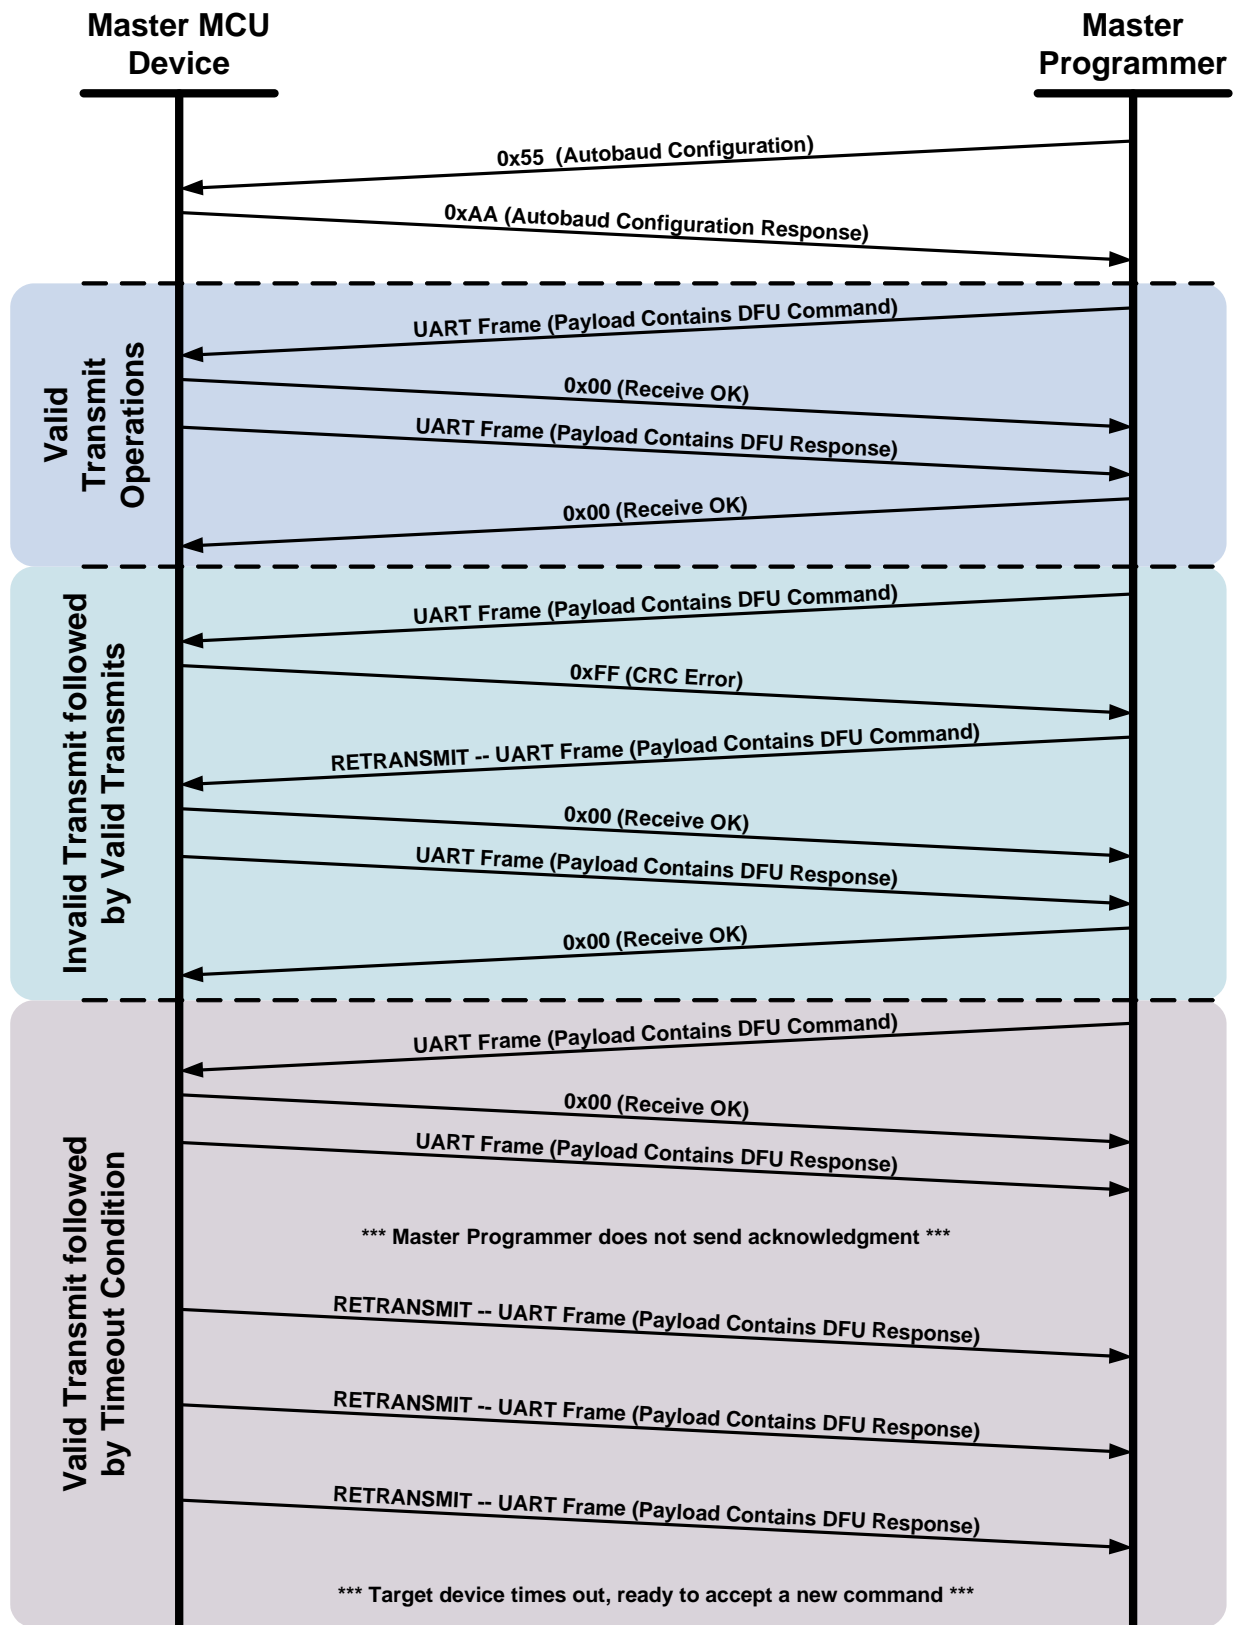 Master MCU
Device
Master
Programmer
0x55  (Autobaud Configuration)
0xAA (Autobaud Configuration Response)
Valid
Transmit
Operations
UART Frame (Payload Contains DFU Command)
0x00 (Receive OK)
UART Frame (Payload Contains DFU Response)
0x00 (Receive OK)
Invalid Transmit followed
by Valid Transmits
UART Frame (Payload Contains DFU Command)
0xFF (CRC Error)
RETRANSMIT -- UART Frame (Payload Contains DFU Command)
0x00 (Receive OK)
UART Frame (Payload Contains DFU Response)
0x00 (Receive OK)
Valid Transmit followed
by Timeout Condition
UART Frame (Payload Contains DFU Command)
0x00 (Receive OK)
UART Frame (Payload Contains DFU Response)
*** Master Programmer does not send acknowledgment ***
RETRANSMIT -- UART Frame (Payload Contains DFU Response)
RETRANSMIT -- UART Frame (Payload Contains DFU Response)
RETRANSMIT -- UART Frame (Payload Contains DFU Response)
*** Target device times out, ready to accept a new command ***